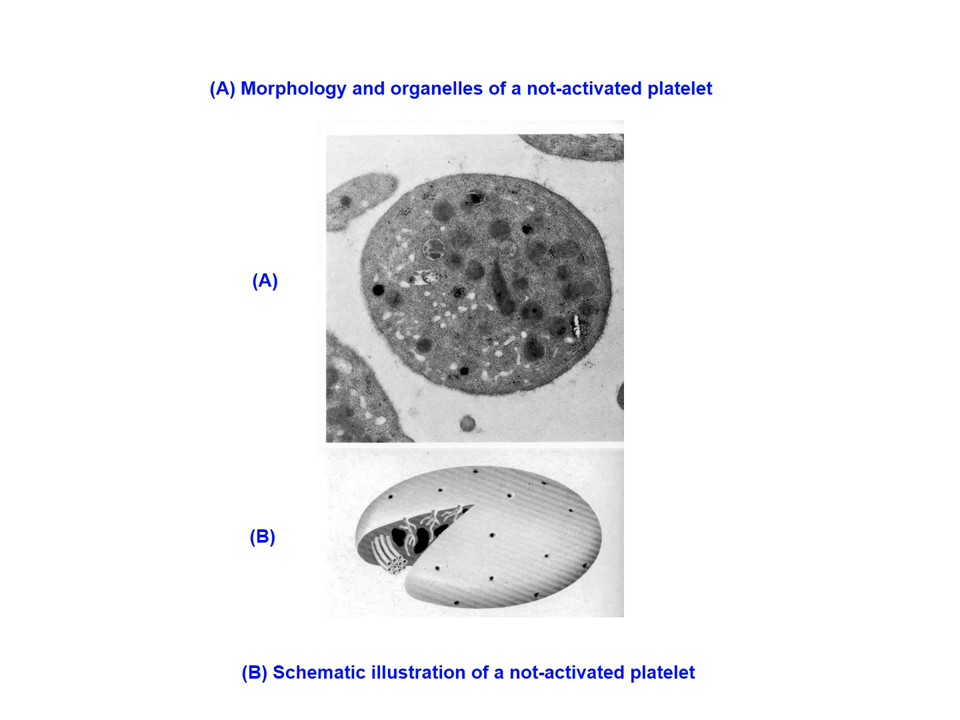 (A) Morphology and organelles of a not-activated platelet
(A)
(B)
(B) Schematic illustration of a not-activated platelet